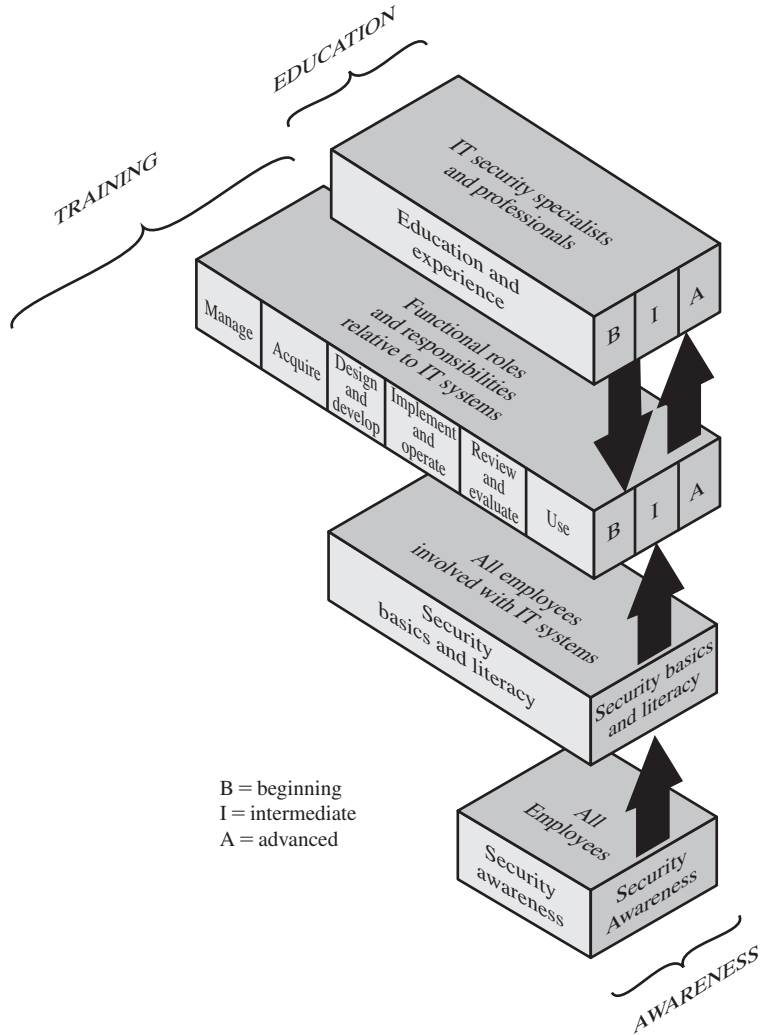 EDUCATION
TRAINING
IT security specialists
and professionals
Education and
experience
B
I
A
Functional roles
and responsibilities
relative to IT systems
Manage
Acquire
Design
and
develop
Implement
and
operate
Review
and
evaluate
Use
B
I
A
All employees
involved with IT systems
Security
basics and literacy
Security basics
and literacy
B = beginning
I = intermediate
A = advanced
All
Employees
Security
awareness
Security
Awareness
AWARENESS